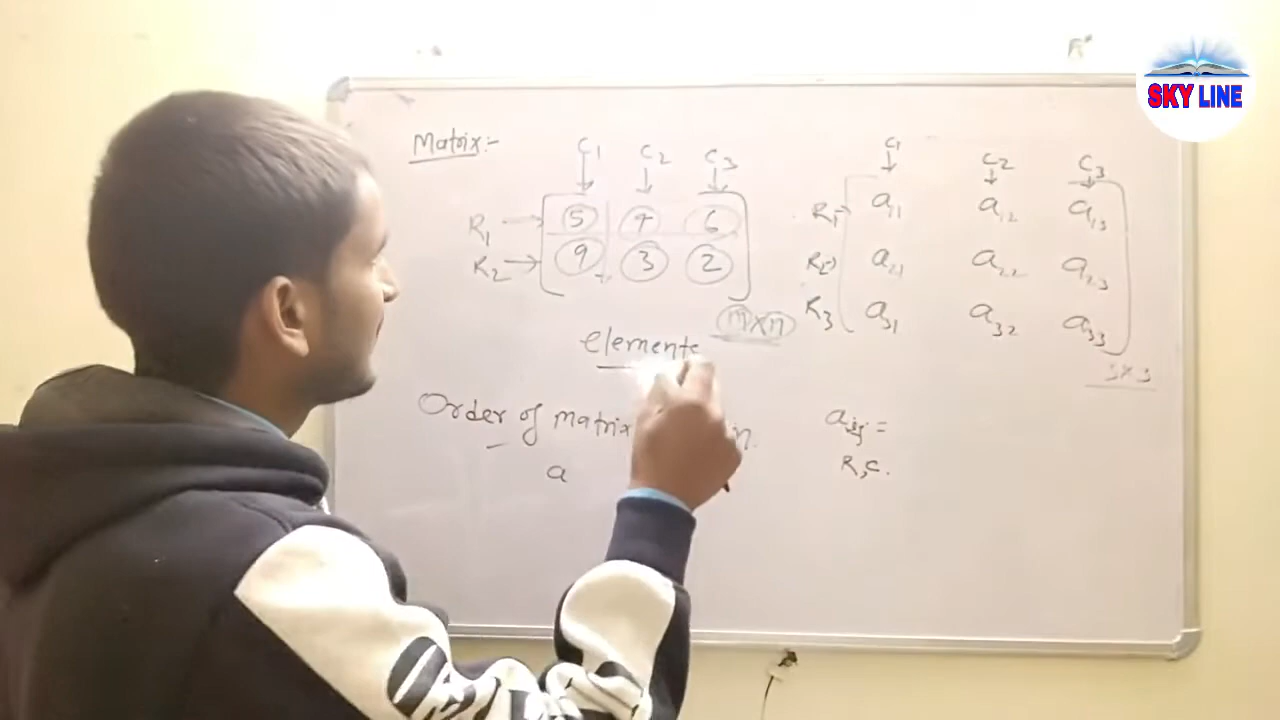 SKY LINE
Matrix:-
C1 C2 C3
R1 → 5 7 6
R2 → 9 3 2
m×n
elements
Order of matrix
a
C1 C2 C3
R1 a11 a12 a13
R2 a21 a22 a23
R3 a31 a32 a33
3×3
aij =
R,C.